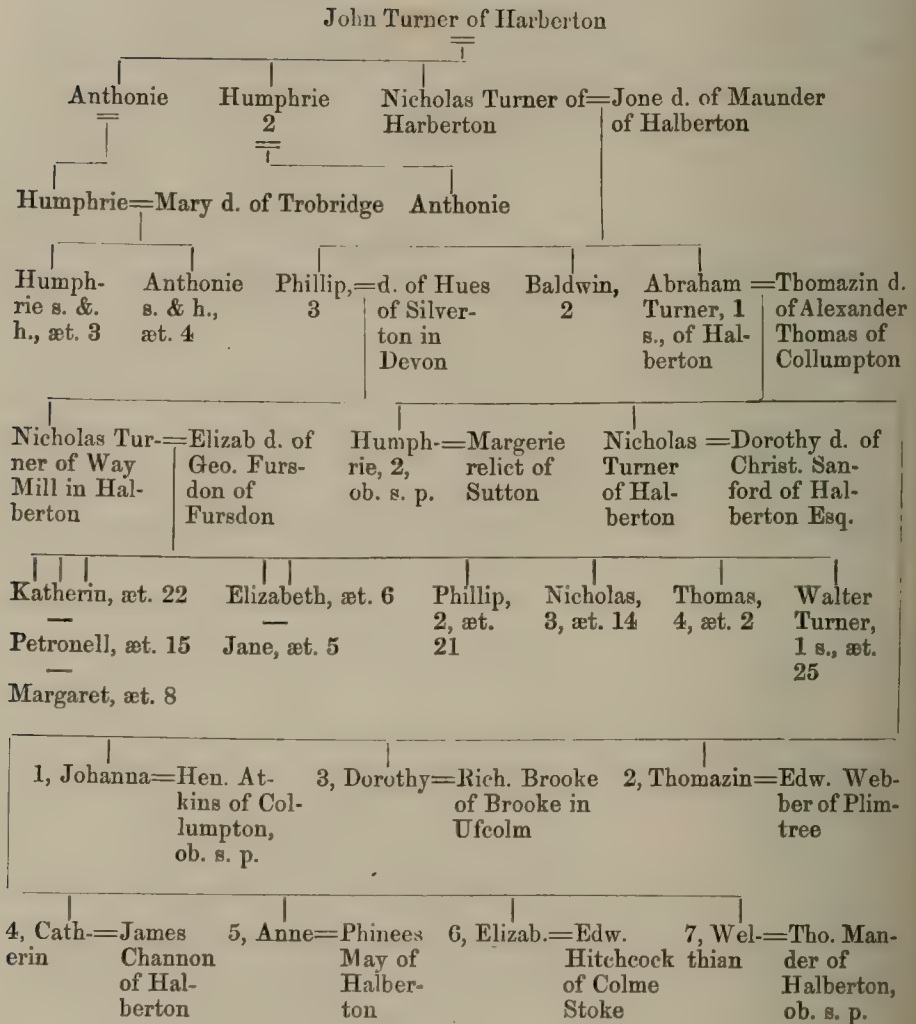 John Turner of Harberton
Anthonie Humphrie Nicholas Turner of=Jone d. of Maunder
2 Harberton of Halberton
Humphrie=Mary d. of Trobridge Anthonie
Humph- Anthonie Phillip,=d. of Hues Baldwin, Abraham =Thomazin d.
rie s. &. s. & h., 3 of Silver- 2 Turner, 1 of Alexander
h., æt. 3 æt. 4 ton in s., of Hal- Thomas of
Devon berton Collumpton
Nicholas Tur-=Elizab d. of Humph-=Margerie Nicholas =Dorothy d. of
ner of Way Geo. Furs- rie, 2, relict of Turner Christ. San-
Mill in Hal- don of ob. s. p. Sutton of Hal- ford of Hal-
berton Fursdon berton berton Esq.
Katherin, æt. 22 Elizabeth, æt. 6 Phillip, Nicholas, Thomas, Walter
— — 2, æt. 3, æt. 14 4, æt. 2 Turner,
Petronell, æt. 15 Jane, æt. 5 21 1 s., æt.
— 25
Margaret, æt. 8
1, Johanna=Hen. At- 3, Dorothy=Rich. Brooke 2, Thomazin=Edw. Web-
kins of Col- of Brooke in ber of Plim-
lumpton, Ufcolm tree
ob. s. p.
4, Cath-=James 5, Anne=Phinees 6, Elizab.=Edw. 7, Wel-=Tho. Man-
erin Channon May of Hitchcock thian der of
of Hal- Halber- of Colme Halberton,
berton ton Stoke ob. s. p.